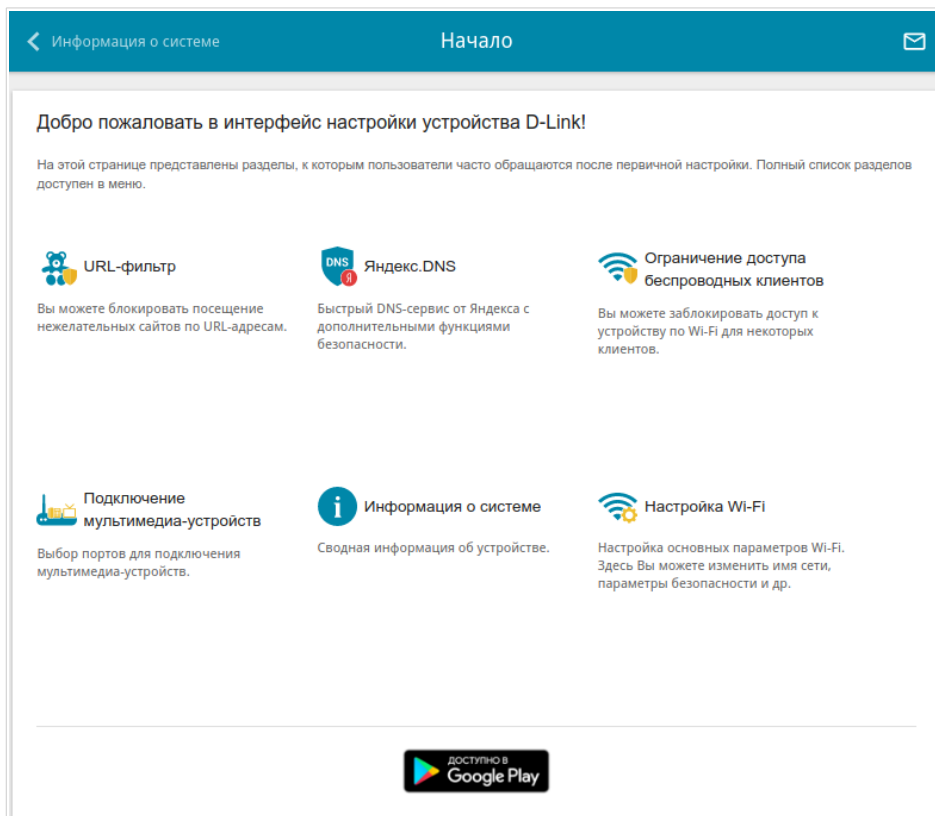 Информация о системе
Начало
Добро пожаловать в интерфейс настройки устройства D-Link!
На этой странице представлены разделы, к которым пользователи часто обращаются после первичной настройки. Полный список разделов
доступен в меню.
URL-фильтр
Вы можете блокировать посещение
нежелательных сайтов по URL-адресам.
DNS
Я
Яндекс.DNS
Быстрый DNS-сервис от Яндекса с
дополнительными функциями
безопасности.
Ограничение доступа
беспроводных клиентов
Вы можете заблокировать доступ к
устройству по Wi-Fi для некоторых
клиентов.
Подключение
мультимедиа-устройств
Выбор портов для подключения
мультимедиа-устройств.
i
Информация о системе
Сводная информация об устройстве.
Настройка Wi-Fi
Настройка основных параметров Wi-Fi.
Здесь Вы можете изменить имя сети,
параметры безопасности и др.
ДОСТУПНО В
Google Play